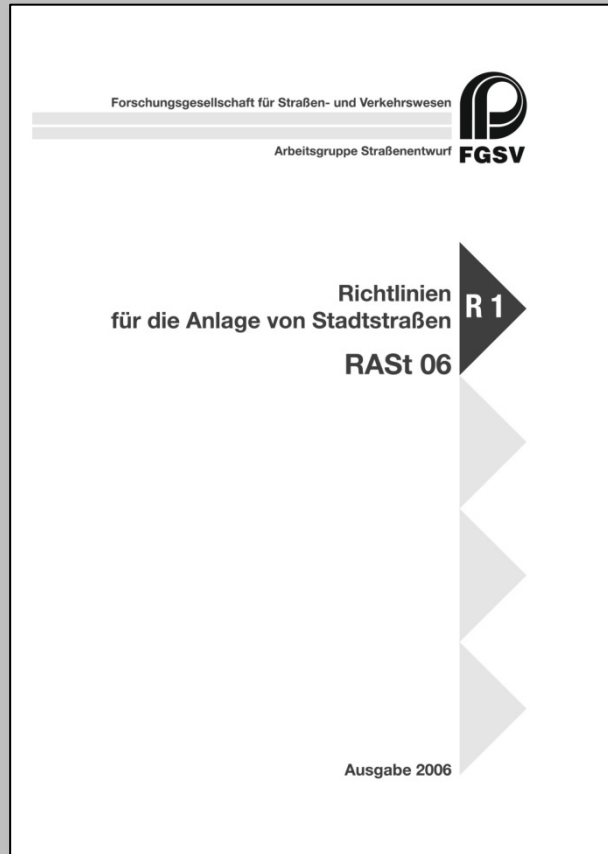 Forschungsgesellschaft für Straßen- und Verkehrswesen
Arbeitsgruppe Straßenentwurf
FGSV
Richtlinien
für die Anlage von Stadtstraßen
R 1
RASt 06
Ausgabe 2006